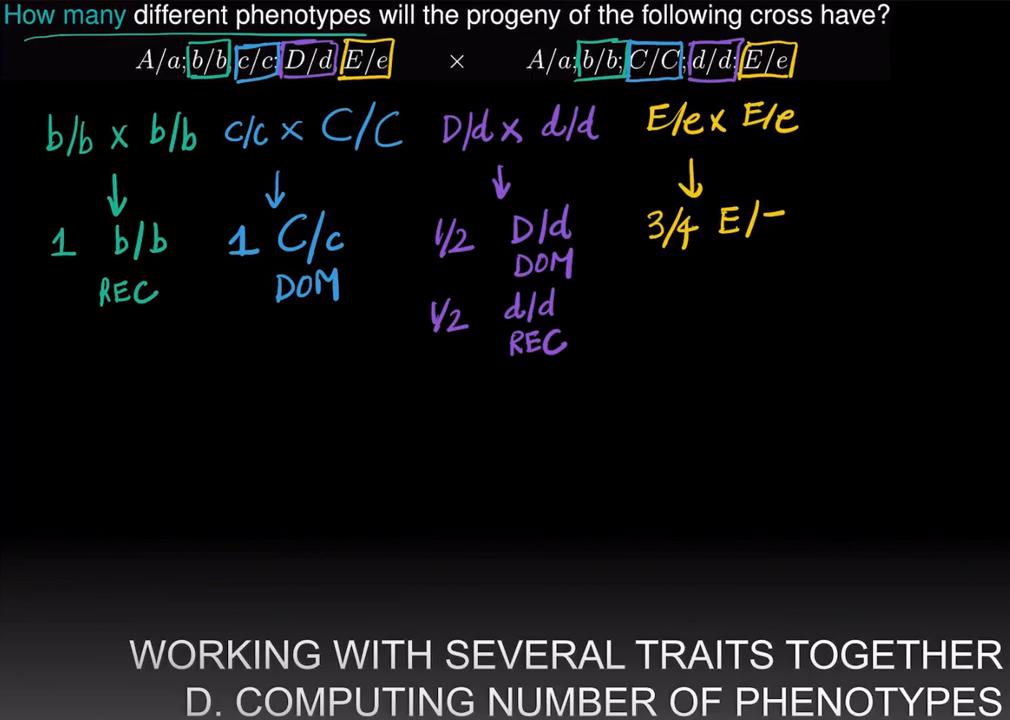 How many different phenotypes will the progeny of the following cross have?
A/a; b/b; c/c; D/d; E/e × A/a; b/b; C/C; d/d; E/e
b/b × b/b c/c × C/C D/d × d/d E/e × E/e
↓ ↓ ↓ ↓
1 b/b 1 C/c 1/2 D/d 3/4 E/-
REC DOM DOM
1/2 d/d
REC
WORKING WITH SEVERAL TRAITS TOGETHER
D. COMPUTING NUMBER OF PHENOTYPES